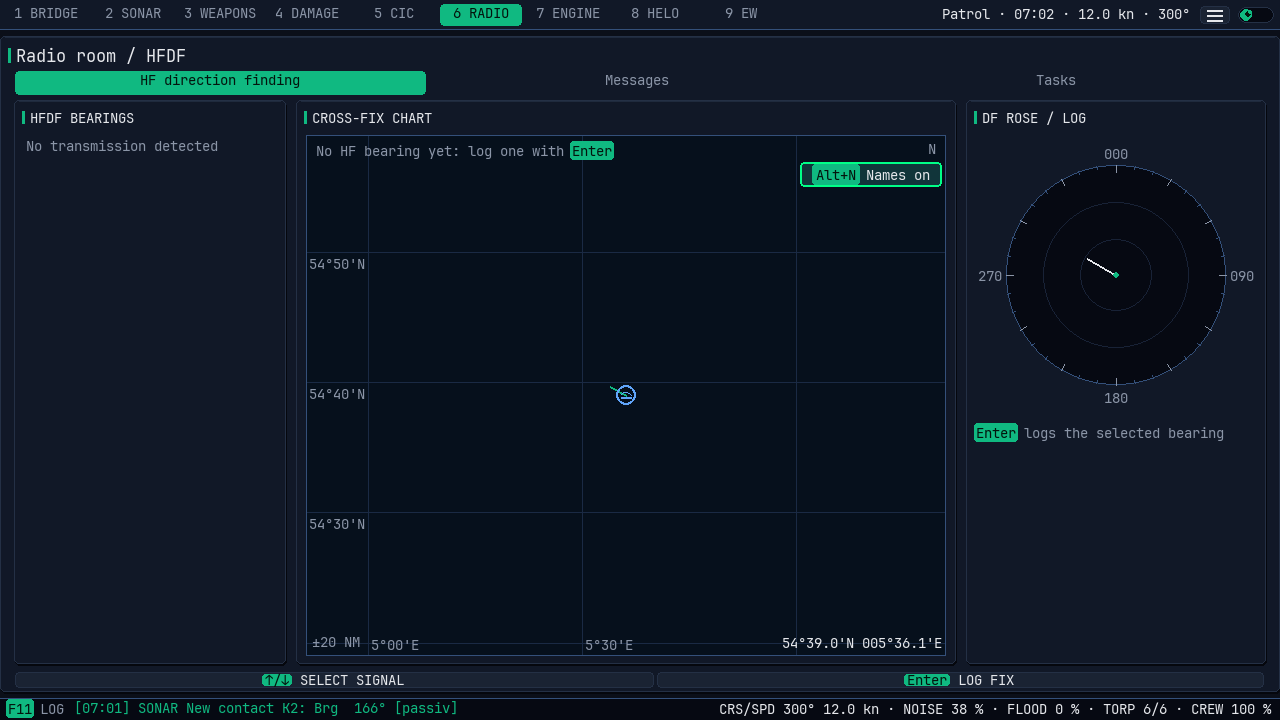 1 BRIDGE 2 SONAR 3 WEAPONS 4 DAMAGE 5 CIC 6 RADIO 7 ENGINE 8 HELO 9 EW Patrol · 07:02 · 12.0 kn · 300°
Radio room / HFDF
HF direction finding Messages Tasks
HFDF BEARINGS
No transmission detected
CROSS-FIX CHART
No HF bearing yet: log one with Enter
N
Alt+N Names on
54°50'N
54°40'N
54°30'N
±20 NM 5°00'E 5°30'E 54°39.0'N 005°36.1'E
DF ROSE / LOG
000
270 090
180
Enter logs the selected bearing
↑/↓ SELECT SIGNAL Enter LOG FIX
F11 LOG [07:01] SONAR New contact K2: Brg 166° [passiv] CRS/SPD 300° 12.0 kn · NOISE 38 % · FLOOD 0 % · TORP 6/6 · CREW 100 %